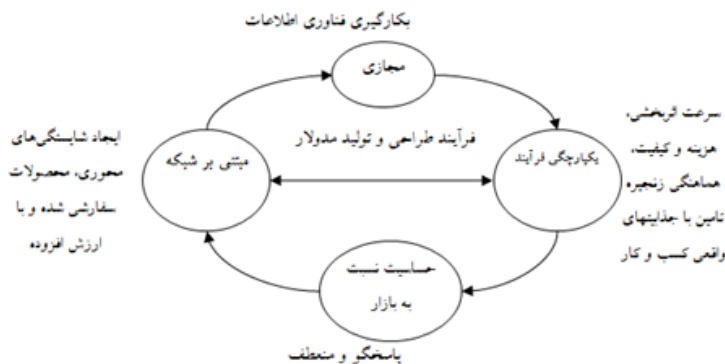 بکارگیری فناوری اطلاعات
مجازی
سرعت اثربخشی،
هزینه و کیفیت،
هماهنگی زنجیره
تامین با جذابیتهای
واقعی کسب و کار
یکپارچگی فرآیند
فرآیند طراحی و تولید مدولار
مبتنی بر شبکه
ایجاد شایستگی‌های
محوری، محصولات
سفارشی شده و با
ارزش افزوده
حساسیت نسبت
به بازار
پاسخگو و منعطف